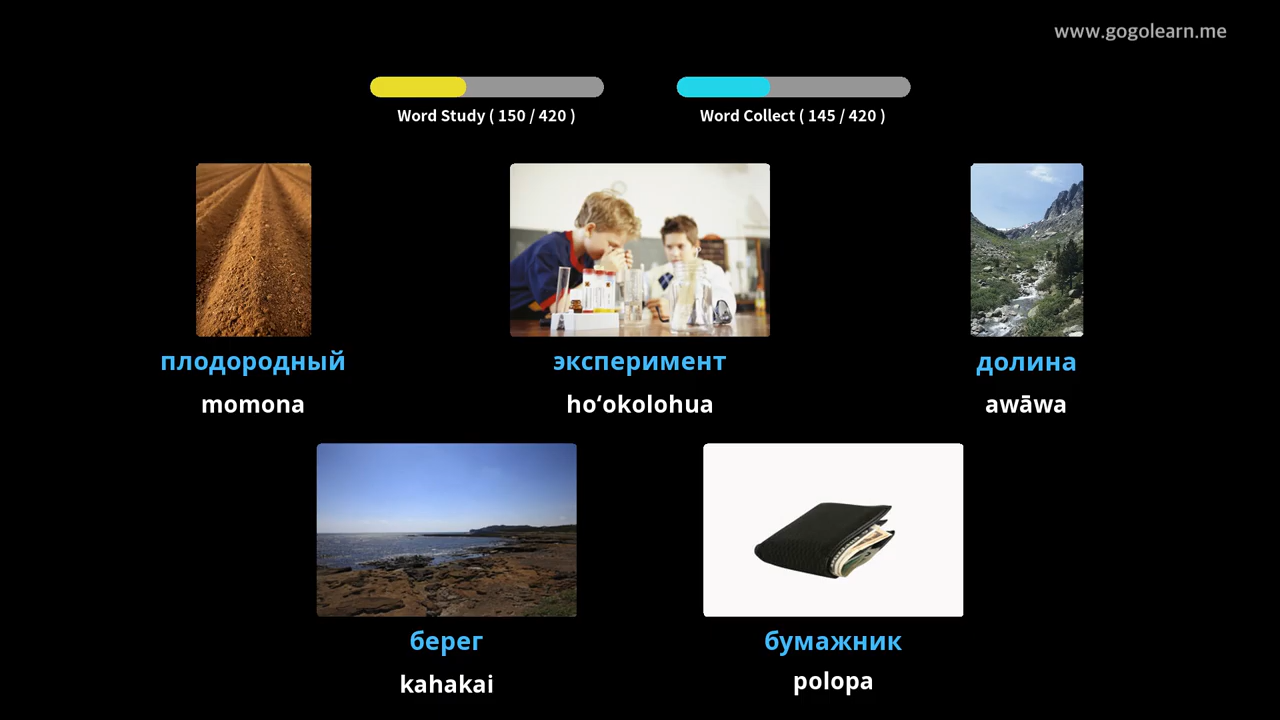 www.gogolearn.me
Word Study ( 150 / 420 )
Word Collect ( 145 / 420 )
плодородный
эксперимент
долина
momona
hoʻokolohua
awāwa
берег
бумажник
kahakai
polopa